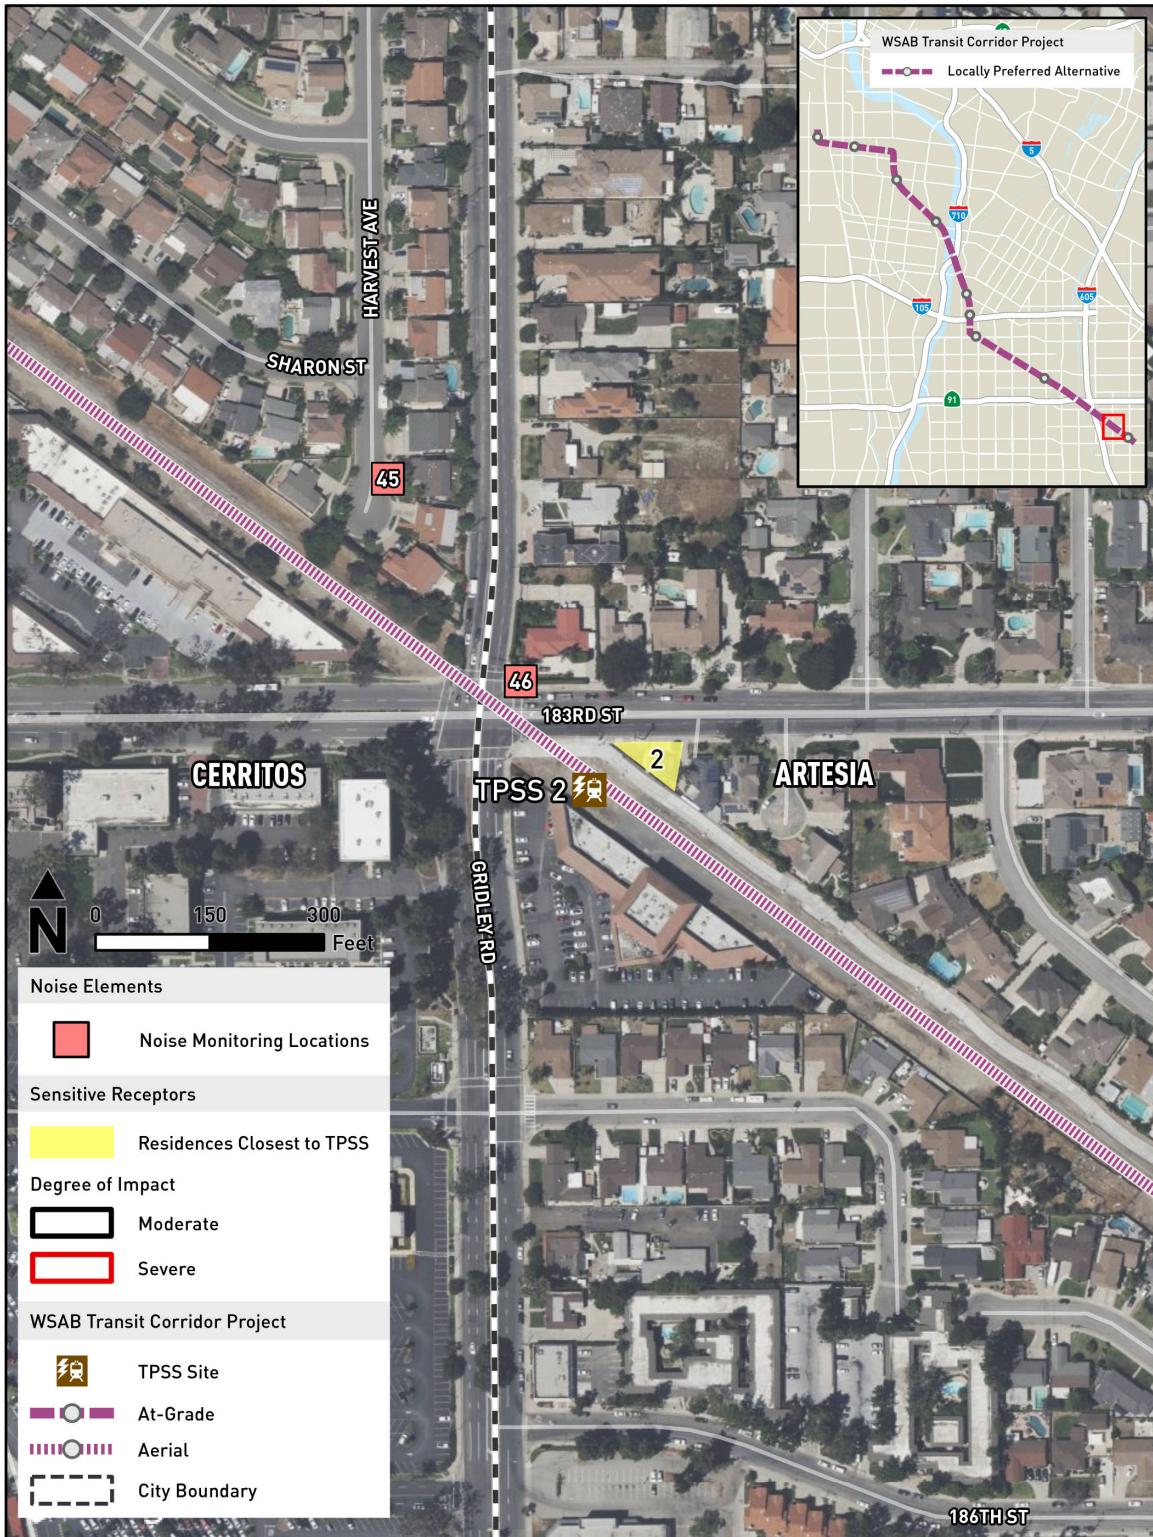 WSAB Transit Corridor Project
Locally Preferred Alternative
5
710
105
605
91
HARVEST AVE
SHARON ST
45
46
183RD ST
2
CERRITOS
ARTESIA
TPSS 2
GRIDLEY RD
N
0 150 300
Feet
Noise Elements
Noise Monitoring Locations
Sensitive Receptors
Residences Closest to TPSS
Degree of Impact
Moderate
Severe
WSAB Transit Corridor Project
TPSS Site
At-Grade
Aerial
City Boundary
186TH ST